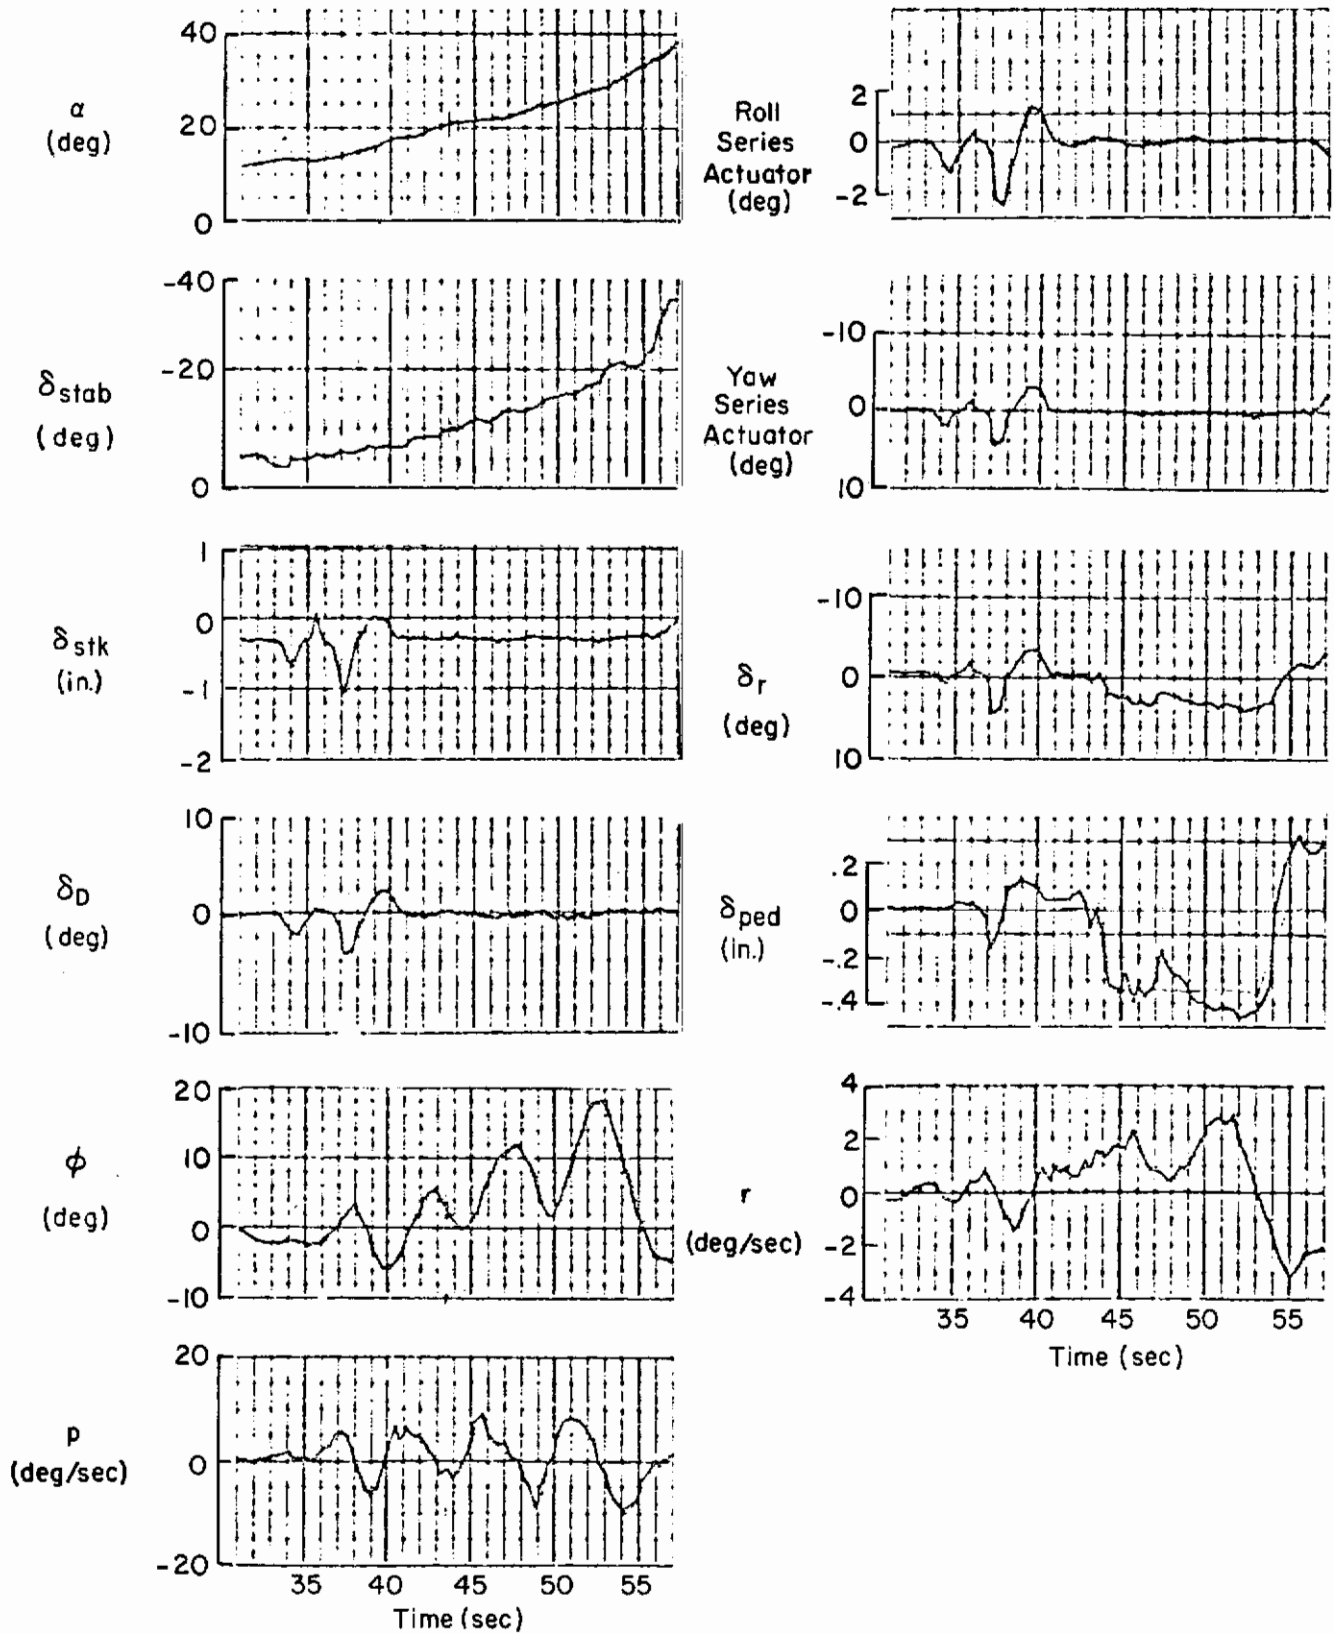 40
20
0
α
(deg)
-40
-20
0
δstab
(deg)
1
0
-1
-2
δstk
(in.)
10
0
-10
δD
(deg)
20
10
0
-10
φ
(deg)
20
0
-20
p
(deg/sec)
35 40 45 50 55
Time (sec)
2
0
-2
Roll
Series
Actuator
(deg)
-10
0
10
Yaw
Series
Actuator
(deg)
-10
0
10
δr
(deg)
.2
0
-.2
-.4
δped
(in.)
4
2
0
-2
-4
r
(deg/sec)
35 40 45 50 55
Time (sec)